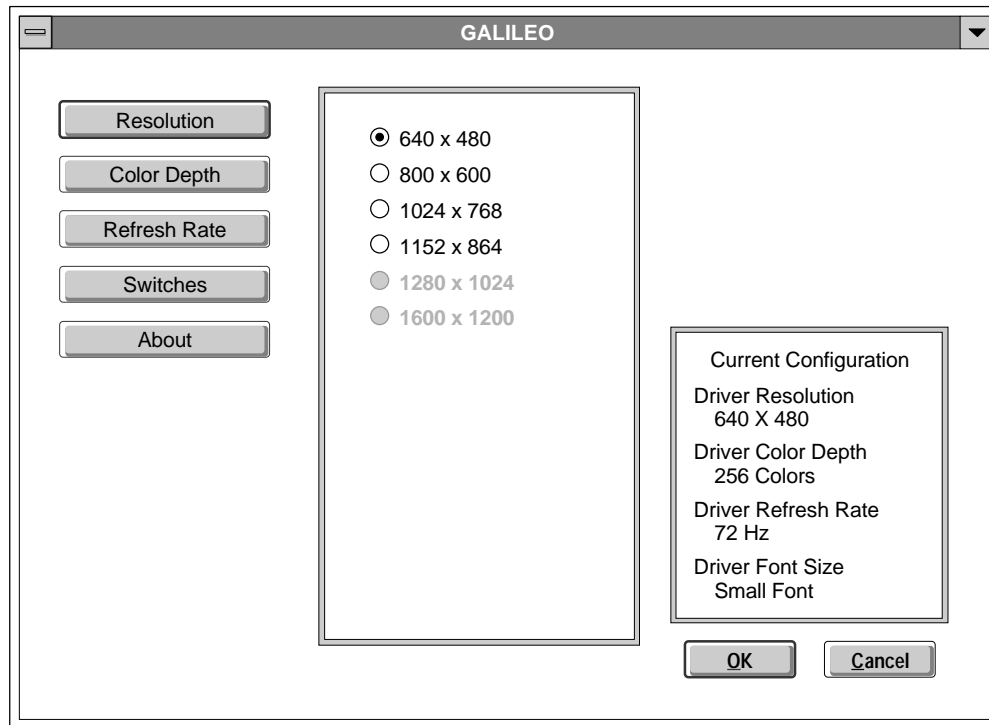 GALILEO
Resolution
Color Depth
Refresh Rate
Switches
About
640 x 480
800 x 600
1024 x 768
1152 x 864
1280 x 1024
1600 x 1200
Current Configuration
Driver Resolution
640 X 480
Driver Color Depth
256 Colors
Driver Refresh Rate
72 Hz
Driver Font Size
Small Font
OK
Cancel